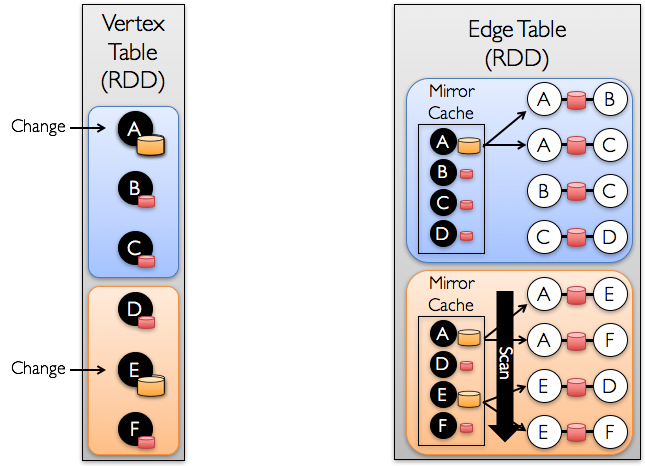 Vertex
Table
(RDD)
Change
A
B
C
D
Change
E
F
Edge Table
(RDD)
Mirror
Cache
A
B
C
D
A B
A C
B C
C D
Mirror
Cache
A
D
E
F
Scan
A E
A F
E D
E F